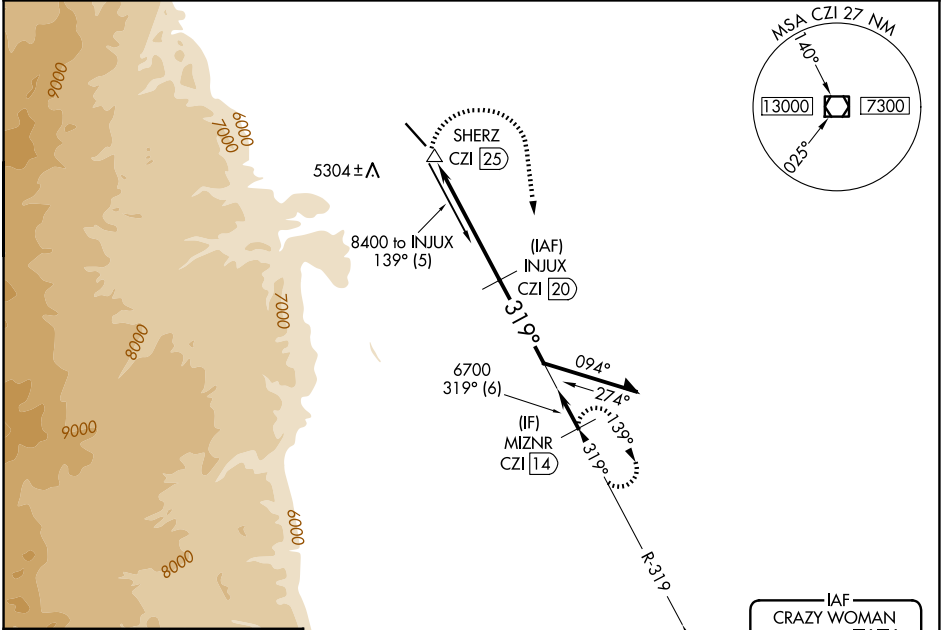 MSA CZI 27 NM
140°
13000
7300
025°
9000
6000
7000
SHERZ
CZI 25
5304 ±
8400 to INJUX
139° (5)
(IAF)
INJUX
CZI 20
319°
7000
8000
6700
319° (6)
094°
274°
(IF)
MIZNR
CZI 14
139°
319°
9000
6000
8000
R-319
IAF
CRAZY WOMAN